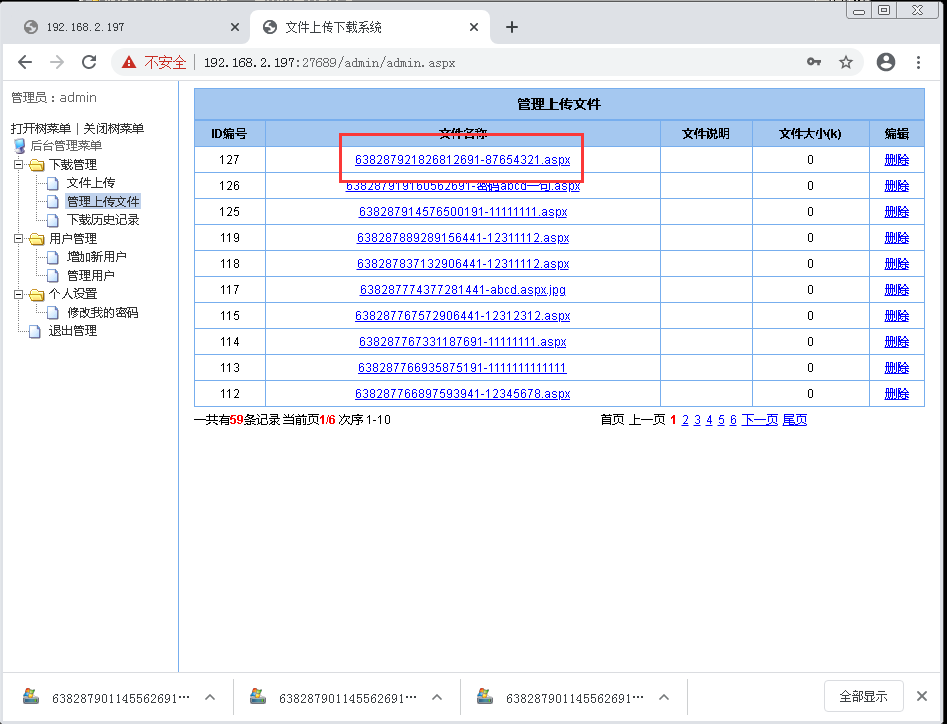 192.168.2.197
文件上传下载系统
不安全
192.168.2.197:27689/admin/admin.aspx
管理员：admin
打开树菜单 | 关闭树菜单
后台管理菜单
下载管理
文件上传
管理上传文件
下载历史记录
用户管理
增加新用户
管理用户
个人设置
修改我的密码
退出管理
管理上传文件
ID编号 文件名称 文件说明 文件大小(k) 编辑
127 638287921826812691-87654321.aspx 0 删除
126 638287919160562691-密码abcd一句.aspx 0 删除
125 638287914576500191-11111111.aspx 0 删除
119 638287889289156441-12311112.aspx 0 删除
118 638287837132906441-12311112.aspx 0 删除
117 638287774377281441-abcd.aspx.jpg 0 删除
115 638287767572906441-12312312.aspx 0 删除
114 638287767331187691-11111111.aspx 0 删除
113 638287766935875191-1111111111111 0 删除
112 638287766897593941-12345678.aspx 0 删除
一共有59条记录 当前页1/6 次序 1-10 首页 上一页 1 2 3 4 5 6 下一页 尾页
638287901145562691··· 638287901145562691··· 638287901145562691··· 全部显示